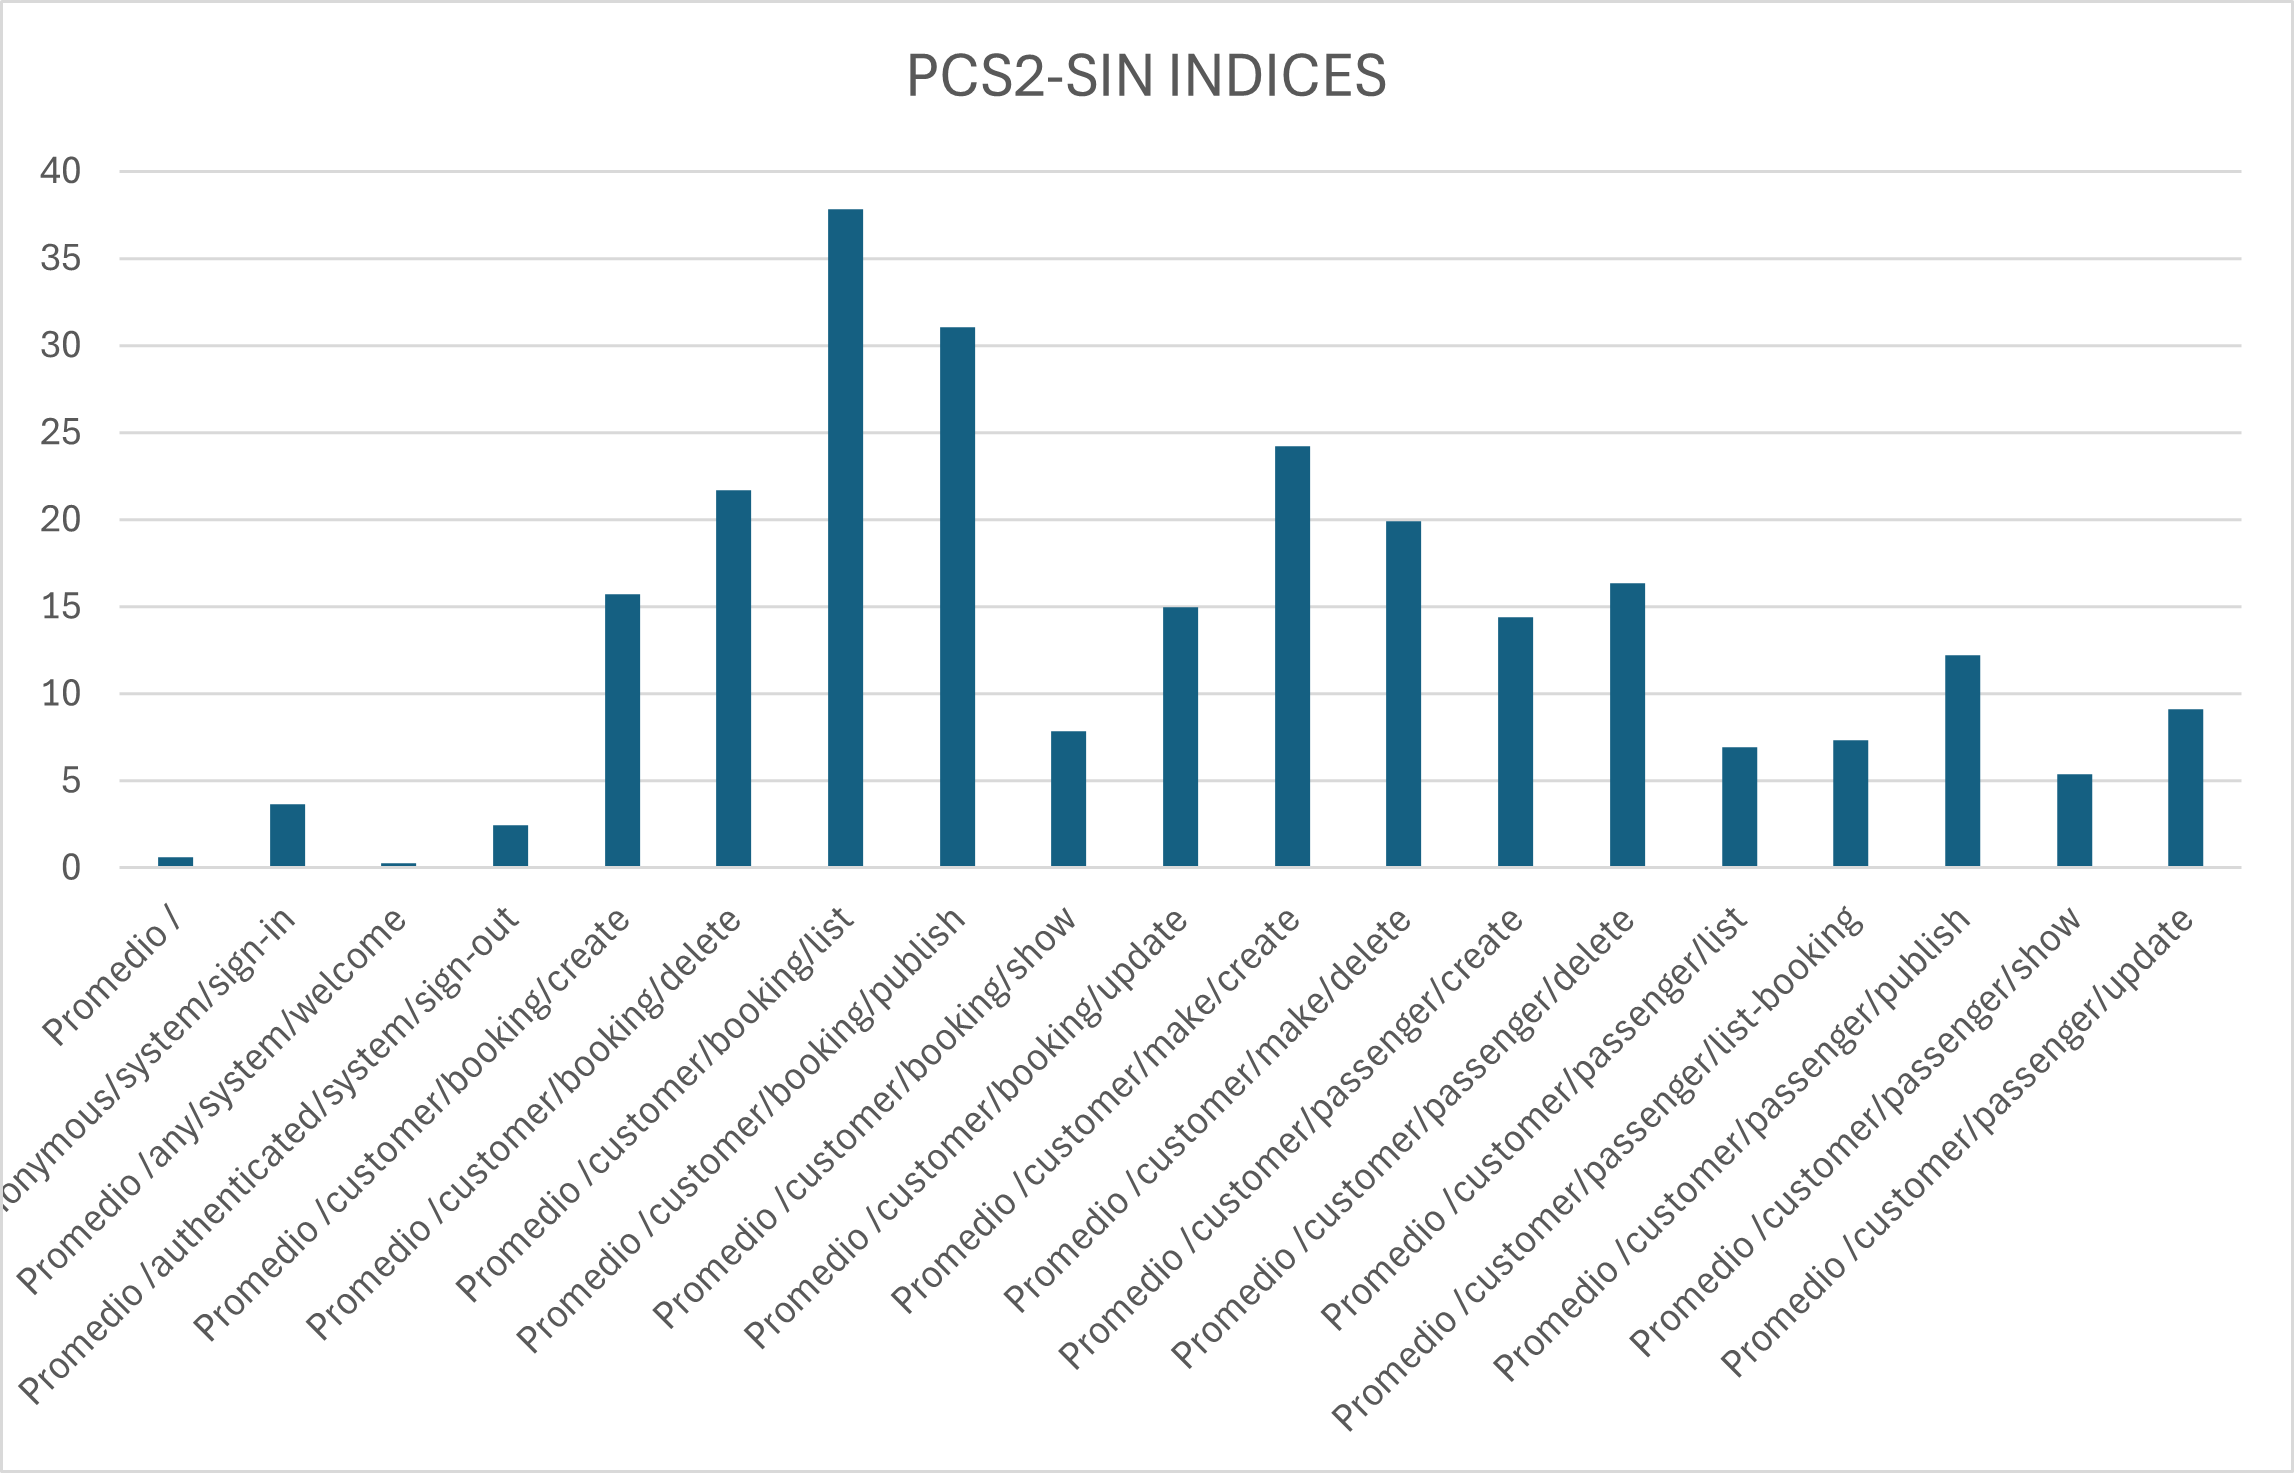 PCS2-SIN INDICES
40
35
30
25
20
15
10
5
0
Promedio /
onymous/system/sign-in
Promedio /any/system/welcome
Promedio /authenticated/system/sign-out
Promedio /customer/booking/create
Promedio /customer/booking/delete
Promedio /customer/booking/list
Promedio /customer/booking/publish
Promedio /customer/booking/show
Promedio /customer/booking/update
Promedio /customer/make/create
Promedio /customer/make/delete
Promedio /customer/passenger/create
Promedio /customer/passenger/delete
Promedio /customer/passenger/list
Promedio /customer/passenger/list-booking
Promedio /customer/passenger/publish
Promedio /customer/passenger/show
Promedio /customer/passenger/update